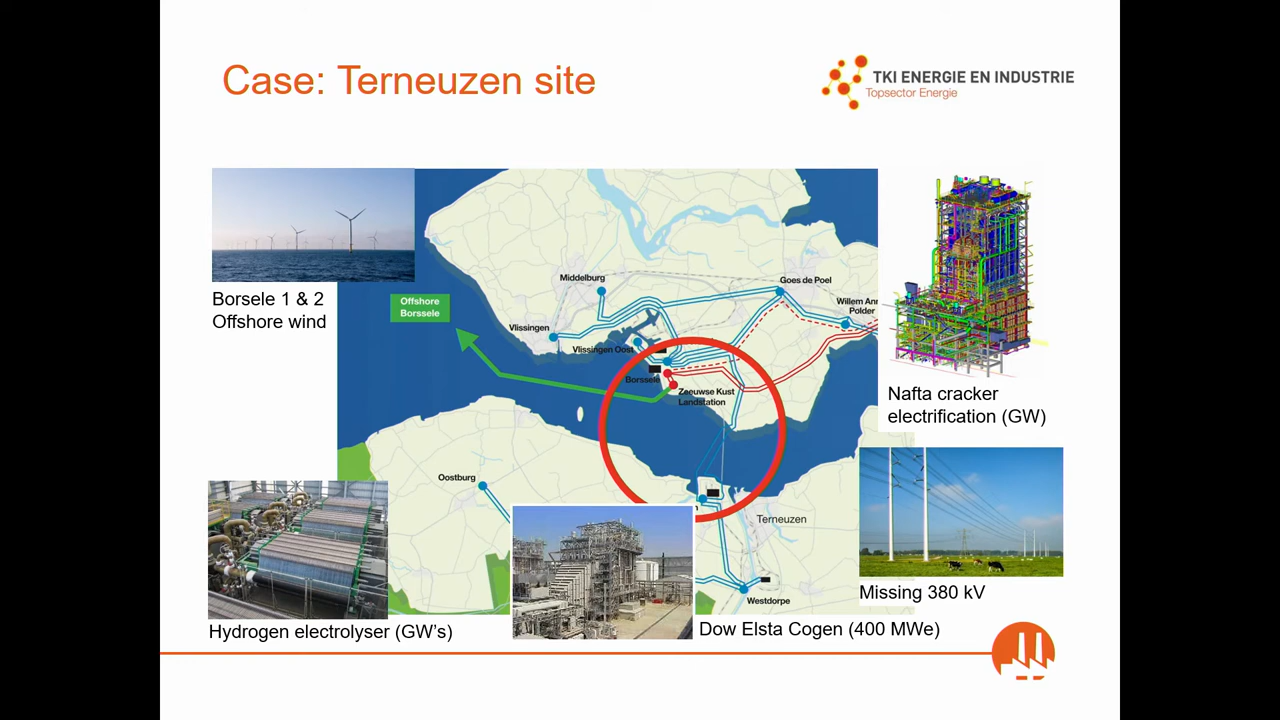 Case: Terneuzen site
TKI ENERGIE EN INDUSTRIE
Topsector Energie
Borsele 1 & 2
Offshore wind
Offshore
Borssele
Middelburg
Goes de Poel
Willem Ann
Polder
Vlissingen
Vlissingen Oost
Borssele
Zeeuwse Kust
Landstation
Nafta cracker
electrification (GW)
Oostburg
Terneuzen
Westdorpe
Missing 380 kV
Hydrogen electrolyser (GW's)
Dow Elsta Cogen (400 MWe)